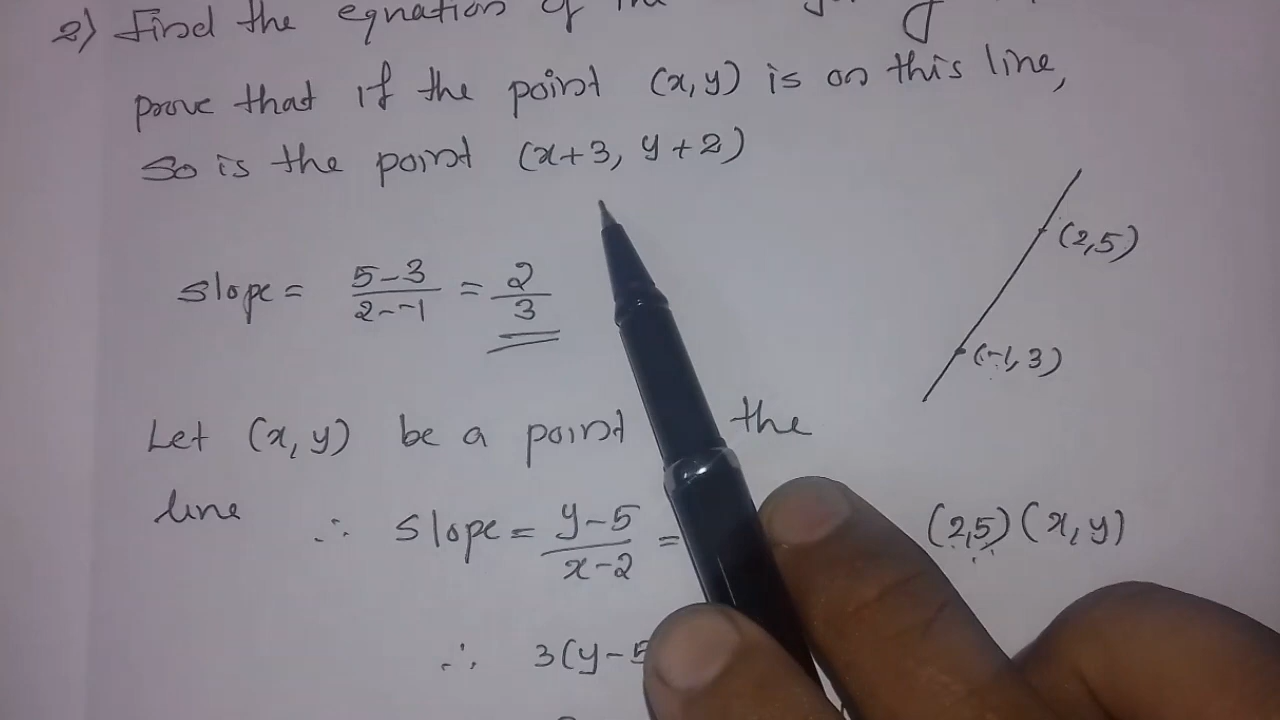 2) Find the equation of
prove that if the point (x, y) is on this line,
So is the point (x+3, y+2)
(2,5)
slope = 5-3 / 2--1 = 2/3
(-1, 3)
Let (x, y) be a point the
line ∴ slope = y-5 / x-2 = (2,5) (x, y)
∴ 3(y-5